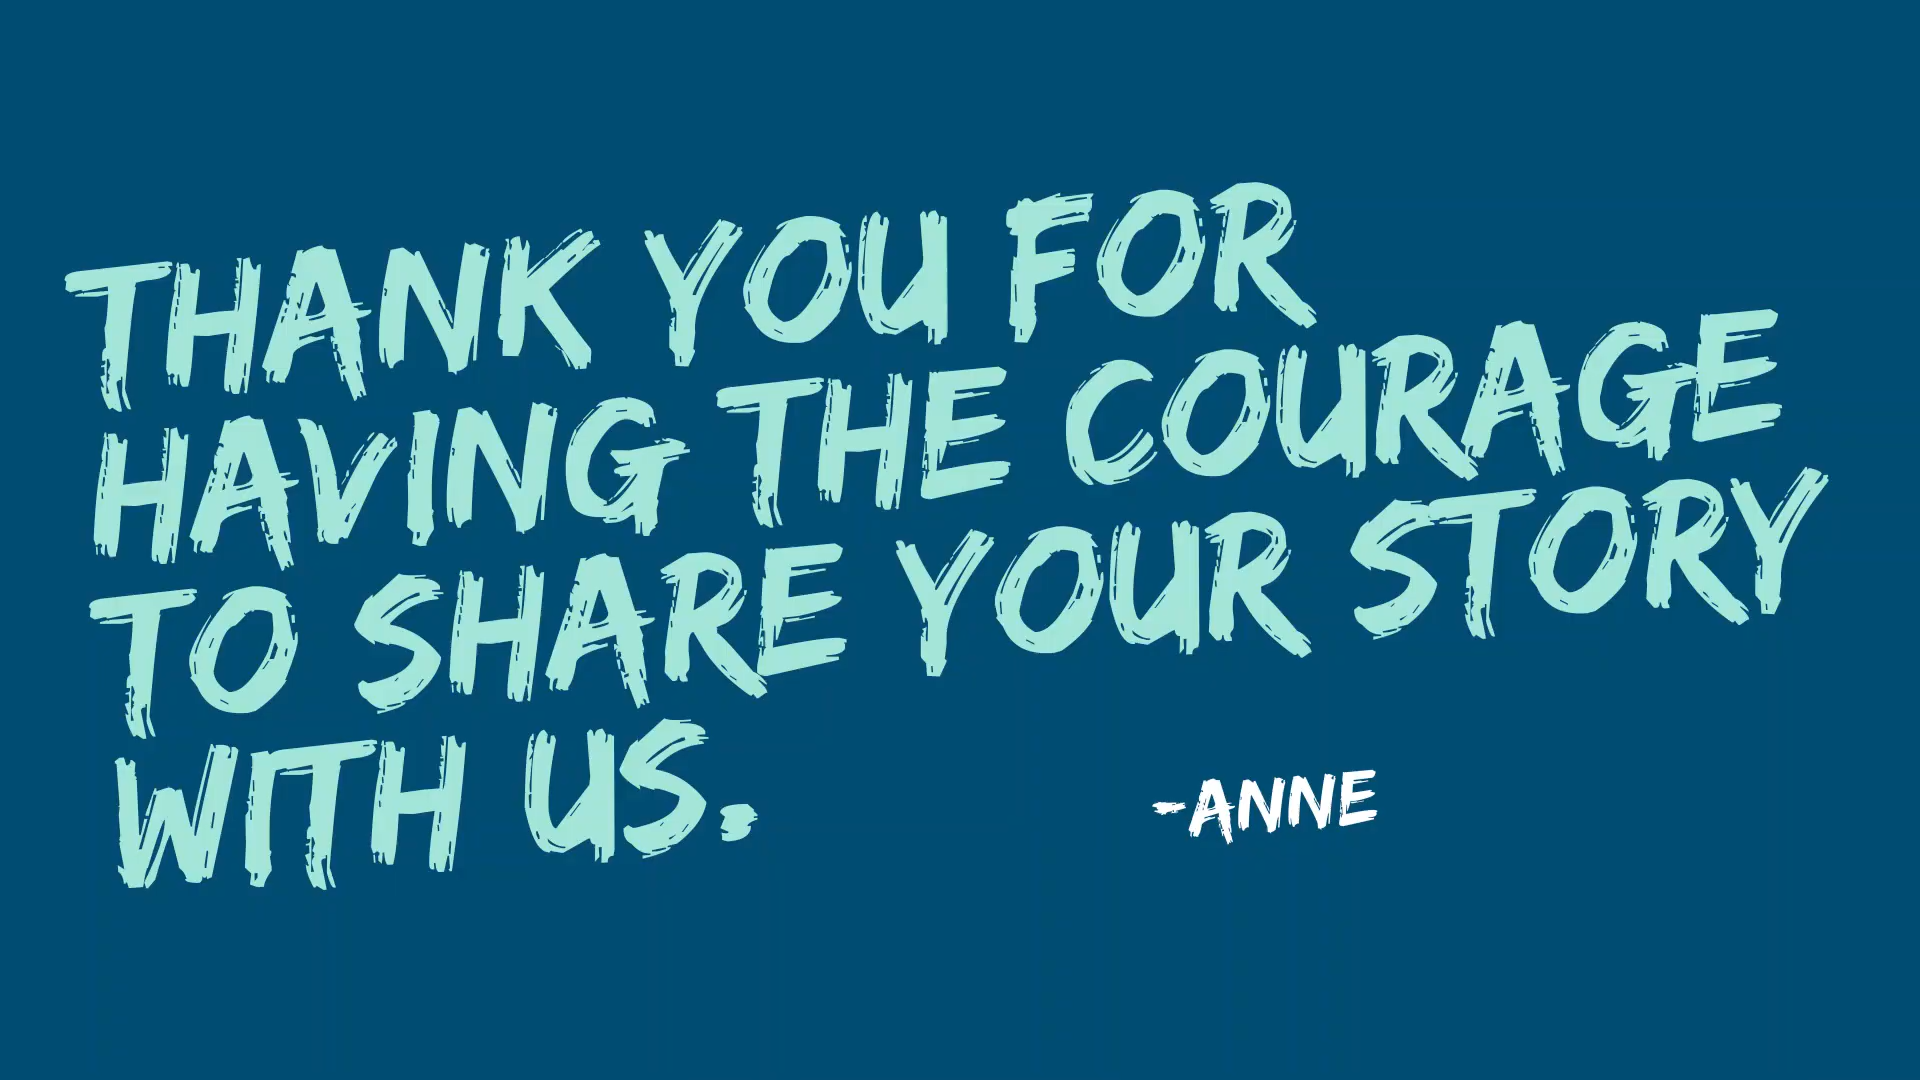 THANK YOU FOR
HAVING THE COURAGE
TO SHARE YOUR STORY
WITH US.
-ANNE